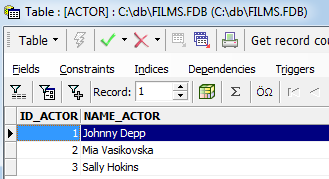 Table : [ACTOR] : C:\db\FILMS.FDB (C:\db\FILMS.FDB)
Table Get record cou
Fields Constraints Indices Dependencies Triggers
Record: 1 Σ ÖΩ
ID_ACTOR NAME_ACTOR
1 Johnny Depp
2 Mia Vasikovska
3 Sally Hokins